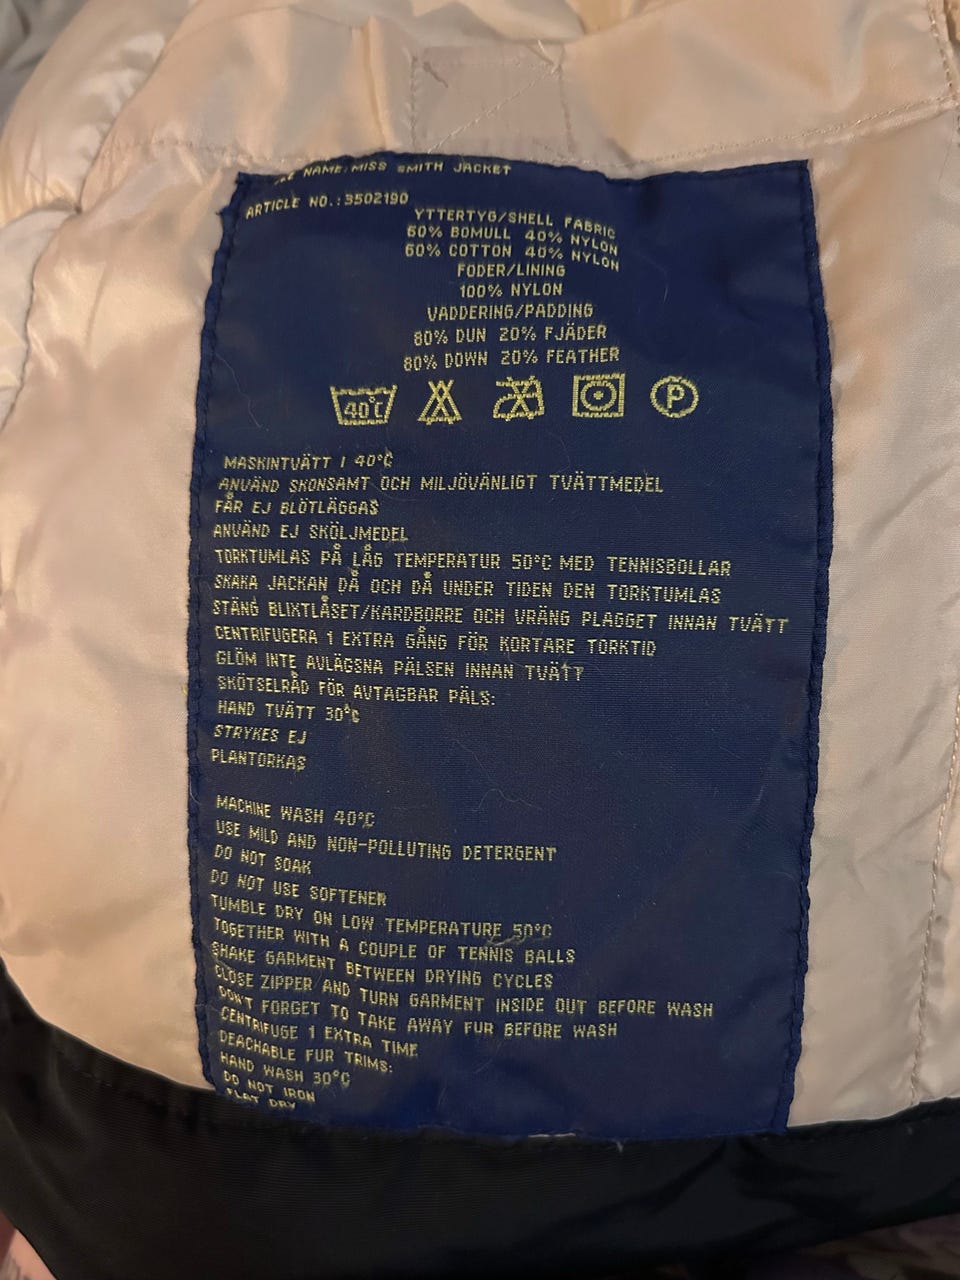 NAME: MISS SMITH JACKET
ARTICLE NO.:3502190
YTTERTYG/SHELL FABRIC
60% BOMULL 40% NYLON
60% COTTON 40% NYLON
FODER/LINING
100% NYLON
VADDERING/PADDING
80% DUN 20% FJÄDER
80% DOWN 20% FEATHER
40°C P
MASKINTVÄTT I 40°C
ANVÄND SKONSAMT OCH MILJÖVÄNLIGT TVÄTTMEDEL
FÅR EJ BLÖTLÄGGAS
ANVÄND EJ SKÖLJMEDEL
TORKTUMLAS PÅ LÅG TEMPERATUR 50°C MED TENNISBOLLAR
SKAKA JACKAN DÅ OCH DÅ UNDER TIDEN DEN TORKTUMLAS
STÄNG BLIXTLÅSET/KARDBORRE OCH VRÄNG PLAGGET INNAN TVÄTT
CENTRIFUGERA 1 EXTRA GÅNG FÖR KORTARE TORKTID
GLÖM INTE AVLÄGSNA PÄLSEN INNAN TVÄTT
SKÖTSELRÅD FÖR AVTAGBAR PÄLS:
HAND TVÄTT 30°C
STRYKES EJ
PLANTORKAS
MACHINE WASH 40°C
USE MILD AND NON-POLLUTING DETERGENT
DO NOT SOAK
DO NOT USE SOFTENER
TUMBLE DRY ON LOW TEMPERATURE 50°C
TOGETHER WITH A COUPLE OF TENNIS BALLS
SHAKE GARMENT BETWEEN DRYING CYCLES
CLOSE ZIPPER AND TURN GARMENT INSIDE OUT BEFORE WASH
DON'T FORGET TO TAKE AWAY FUR BEFORE WASH
CENTRIFUGE 1 EXTRA TIME
DEACHABLE FUR TRIMS:
HAND WASH 30°C
DO NOT IRON
FLAT DRY